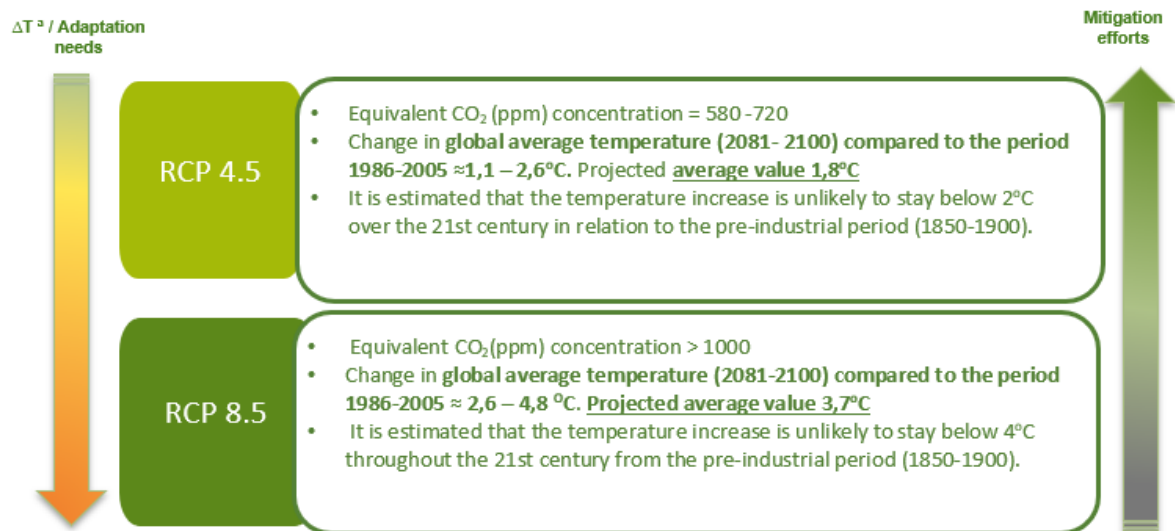 ΔT ª / Adaptation
needs
Mitigation
efforts
RCP 4.5
• Equivalent CO₂ (ppm) concentration = 580 -720
• Change in global average temperature (2081- 2100) compared to the period
1986-2005 ≈1,1 – 2,6ºC. Projected average value 1,8ºC
• It is estimated that the temperature increase is unlikely to stay below 2ºC
over the 21st century in relation to the pre-industrial period (1850-1900).
RCP 8.5
• Equivalent CO₂(ppm) concentration > 1000
• Change in global average temperature (2081-2100) compared to the period
1986-2005 ≈ 2,6 – 4,8 ºC. Projected average value 3,7ºC
• It is estimated that the temperature increase is unlikely to stay below 4ºC
throughout the 21st century from the pre-industrial period (1850-1900).